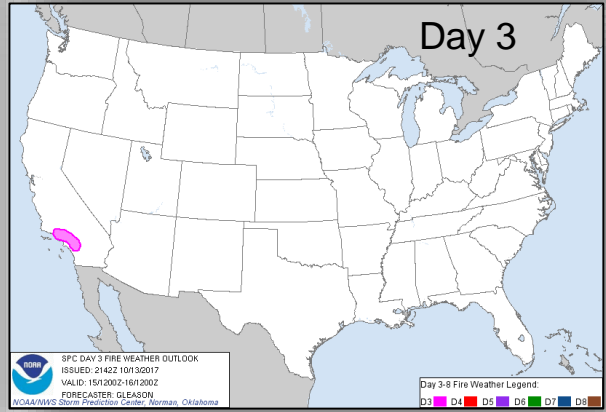 Day 3
NOAA
SPC DAY 3 FIRE WEATHER OUTLOOK
ISSUED: 2142Z 10/13/2017
VALID: 15/1200Z-16/1200Z
FORECASTER: GLEASON
NOAA/NWS Storm Prediction Center, Norman, Oklahoma
Day 3-8 Fire Weather Legend:
D3 D4 D5 D6 D7 D8